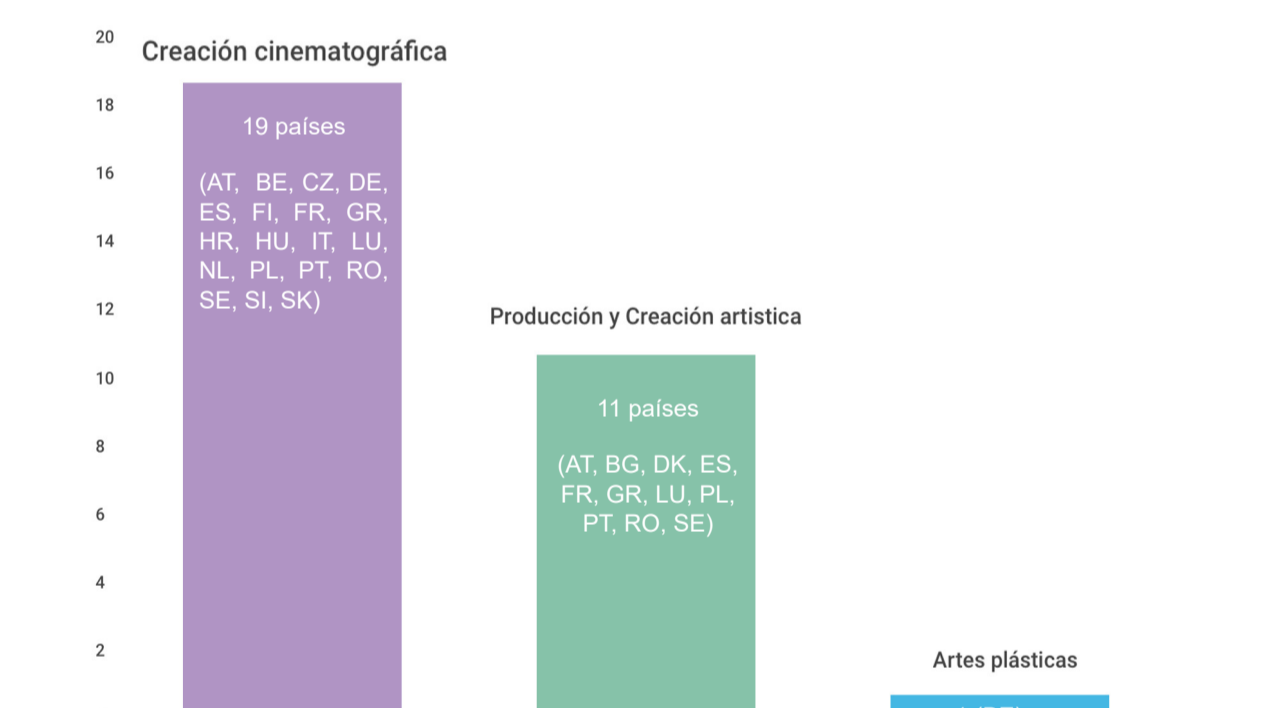 20
Creación cinematográfica
18
19 países
16
(AT, BE, CZ, DE,
ES, FI, FR, GR,
14
HR, HU, IT, LU,
NL, PL, PT, RO,
SE, SI, SK)
12
Producción y Creación artistica
10
11 países
8
(AT, BG, DK, ES,
FR, GR, LU, PL,
6
PT, RO, SE)
4
2
Artes plásticas